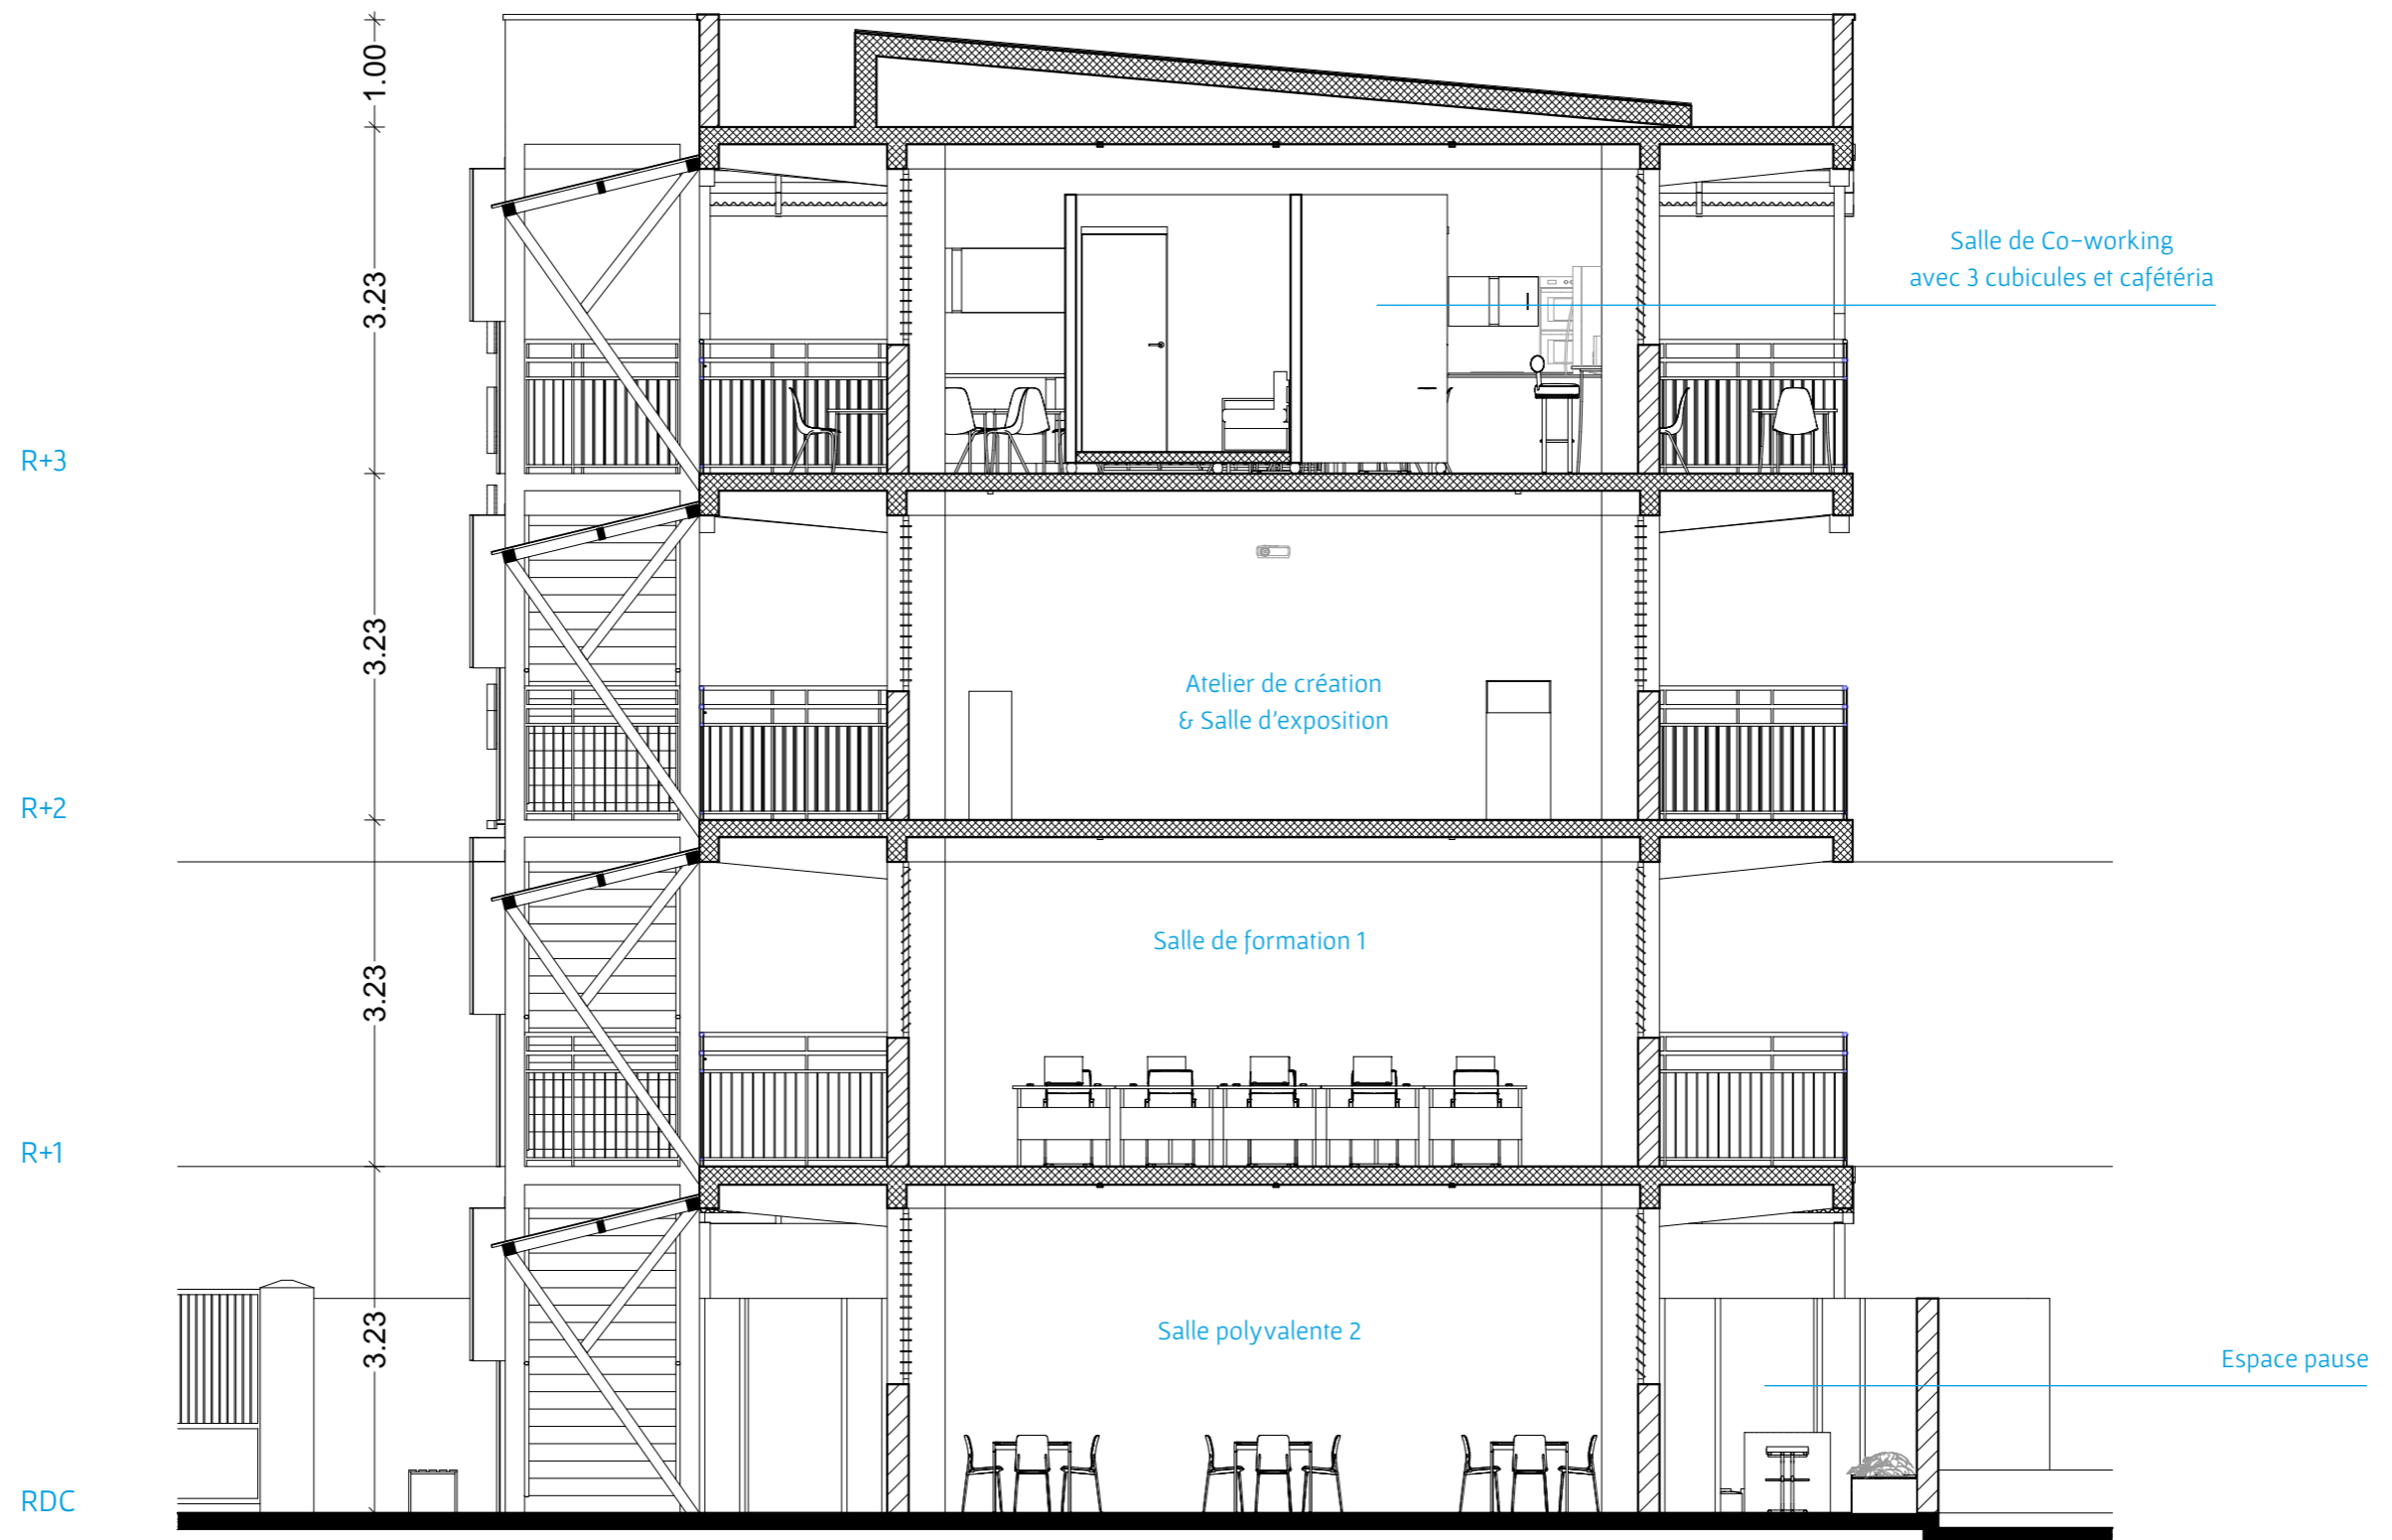 1.00
3.23
Salle de Co-working
avec 3 cubicules et cafétéria
R+3
3.23
Atelier de création
& Salle d'exposition
R+2
Salle de formation 1
3.23
R+1
3.23
Salle polyvalente 2
Espace pause
RDC